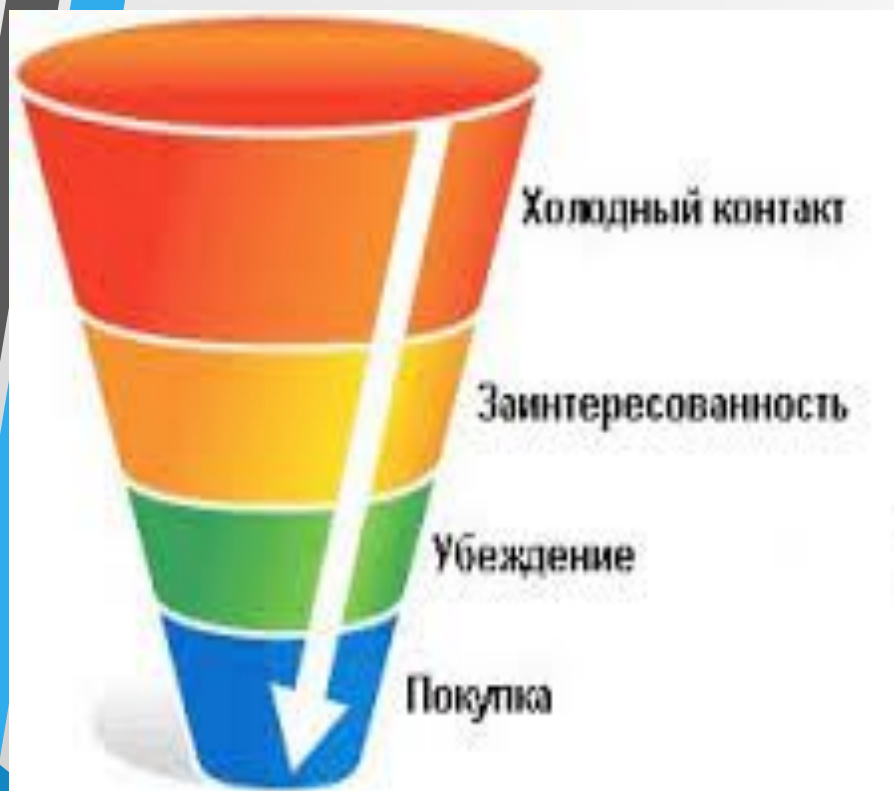 Холодный контакт
Заинтересованность
Убеждение
Покупка